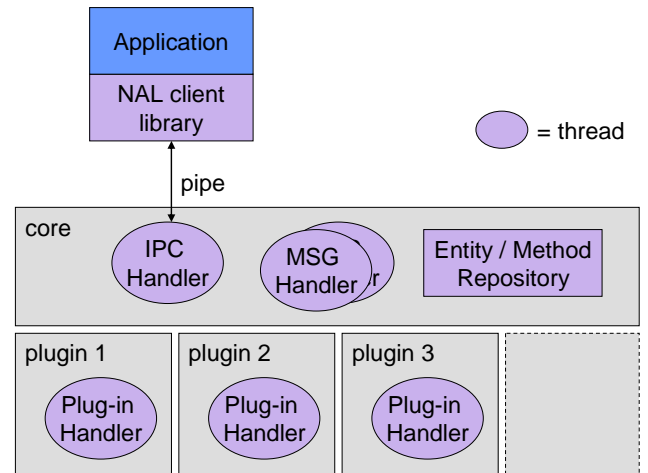 Application
NAL client
library
= thread
pipe
core
IPC
Handler
MSG
Handler
Entity / Method
Repository
plugin 1
plugin 2
plugin 3
Plug-in
Handler
Plug-in
Handler
Plug-in
Handler